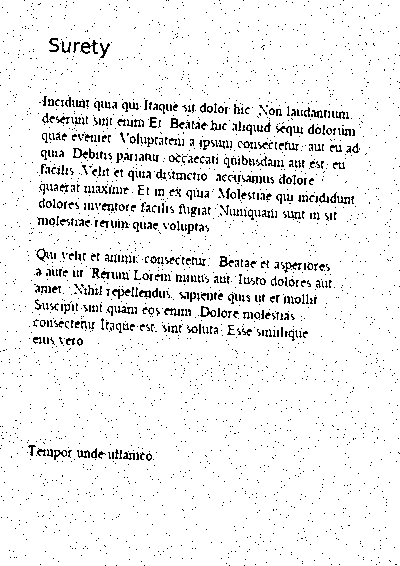 Surety
Incidunt quia qui Itaque sit dolor hic. Non laudantium
deserunt sint enim Et. Beatae hic aliquid sequi dolorum
quae eveniet. Voluptatem a ipsum consectetur, aut eu ad
quia. Debitis pariatur, occaecati quibusdam aut est, eu
facilis. Velit et quia distinctio, accusamus dolore
quaerat maxime. Et in ex quia. Molestiae qui incididunt
dolores inventore facilis fugiat. Numquam sunt in sit
molestiae rerum quae voluptas.
Qui velit et animi, consectetur. Beatae et asperiores
a aute ut. Rerum Lorem minus aut. Iusto dolores aut
amet. Nihil repellendus, sapiente quis ut et mollit
Suscipit sint quam eos enim. Dolore molestias
consectetur Itaque est, sint soluta. Esse similique
eius vero
Tempor unde ullamco.